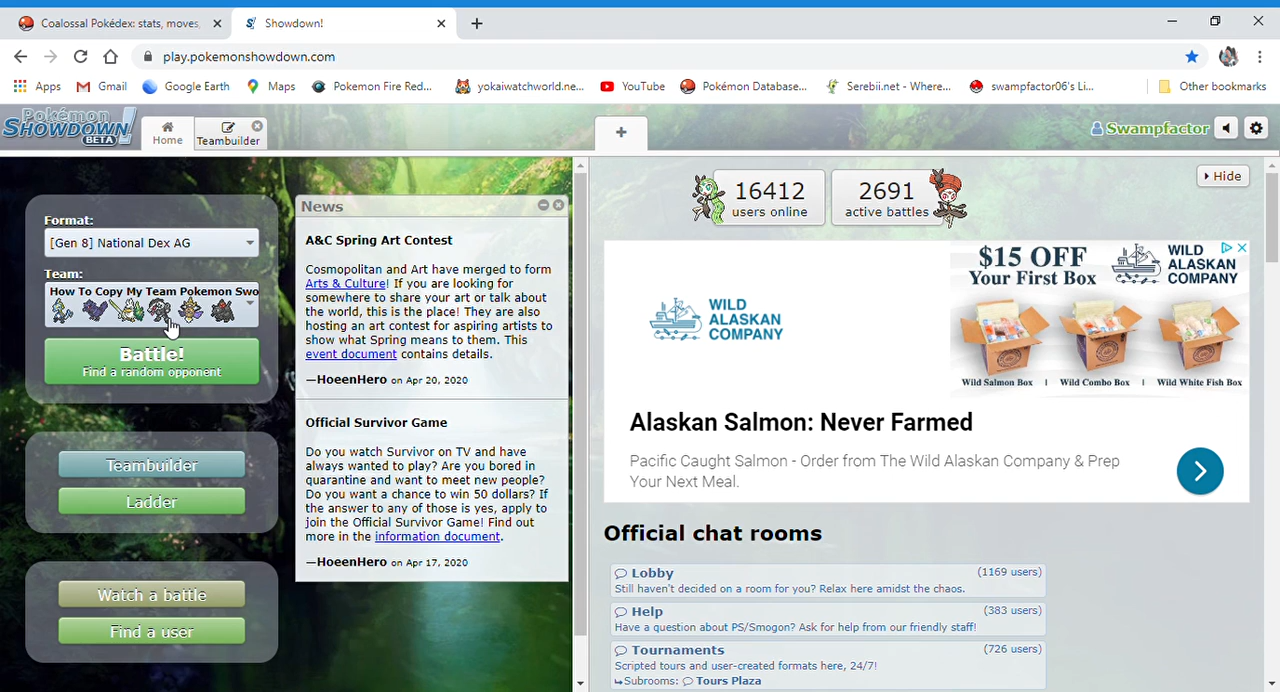 Coalossal Pokédex: stats, moves,
Showdown!
play.pokemonshowdown.com
Apps
Gmail
Google Earth
Maps
Pokemon Fire Red...
yokaiwatchworld.ne...
YouTube
Pokémon Database...
Serebii.net - Where...
swampfactor06's Li...
Other bookmarks
Pokémon
SHOWDOWN!
BETA
Home
Teambuilder
Swampfactor
Format:
[Gen 8] National Dex AG
Team:
How To Copy My Team Pokemon Swo
Battle!
Find a random opponent
Teambuilder
Ladder
Watch a battle
Find a user
News
A&C Spring Art Contest
Cosmopolitan and Art have merged to form
Arts & Culture! If you are looking for
somewhere to share your art or talk about
the world, this is the place! They are also
hosting an art contest for aspiring artists to
show what Spring means to them. This
event document contains details.
—HoeenHero on Apr 20, 2020
Official Survivor Game
Do you watch Survivor on TV and have
always wanted to play? Are you bored in
quarantine and want to meet new people?
Do you want a chance to win 50 dollars? If
the answer to any of those is yes, apply to
join the Official Survivor Game! Find out
more in the information document.
—HoeenHero on Apr 17, 2020
Hide
16412
users online
2691
active battles
$15 OFF
Your First Box
WILD
ALASKAN
COMPANY
WILD
ALASKAN
COMPANY
Wild Salmon Box | Wild Combo Box | Wild White Fish Box
Alaskan Salmon: Never Farmed
Pacific Caught Salmon - Order from The Wild Alaskan Company & Prep
Your Next Meal.
Official chat rooms
Lobby (1169 users)
Still haven't decided on a room for you? Relax here amidst the chaos.
Help (383 users)
Have a question about PS/Smogon? Ask for help from our friendly staff!
Tournaments (726 users)
Scripted tours and user-created formats here, 24/7!
Subrooms: Tours Plaza